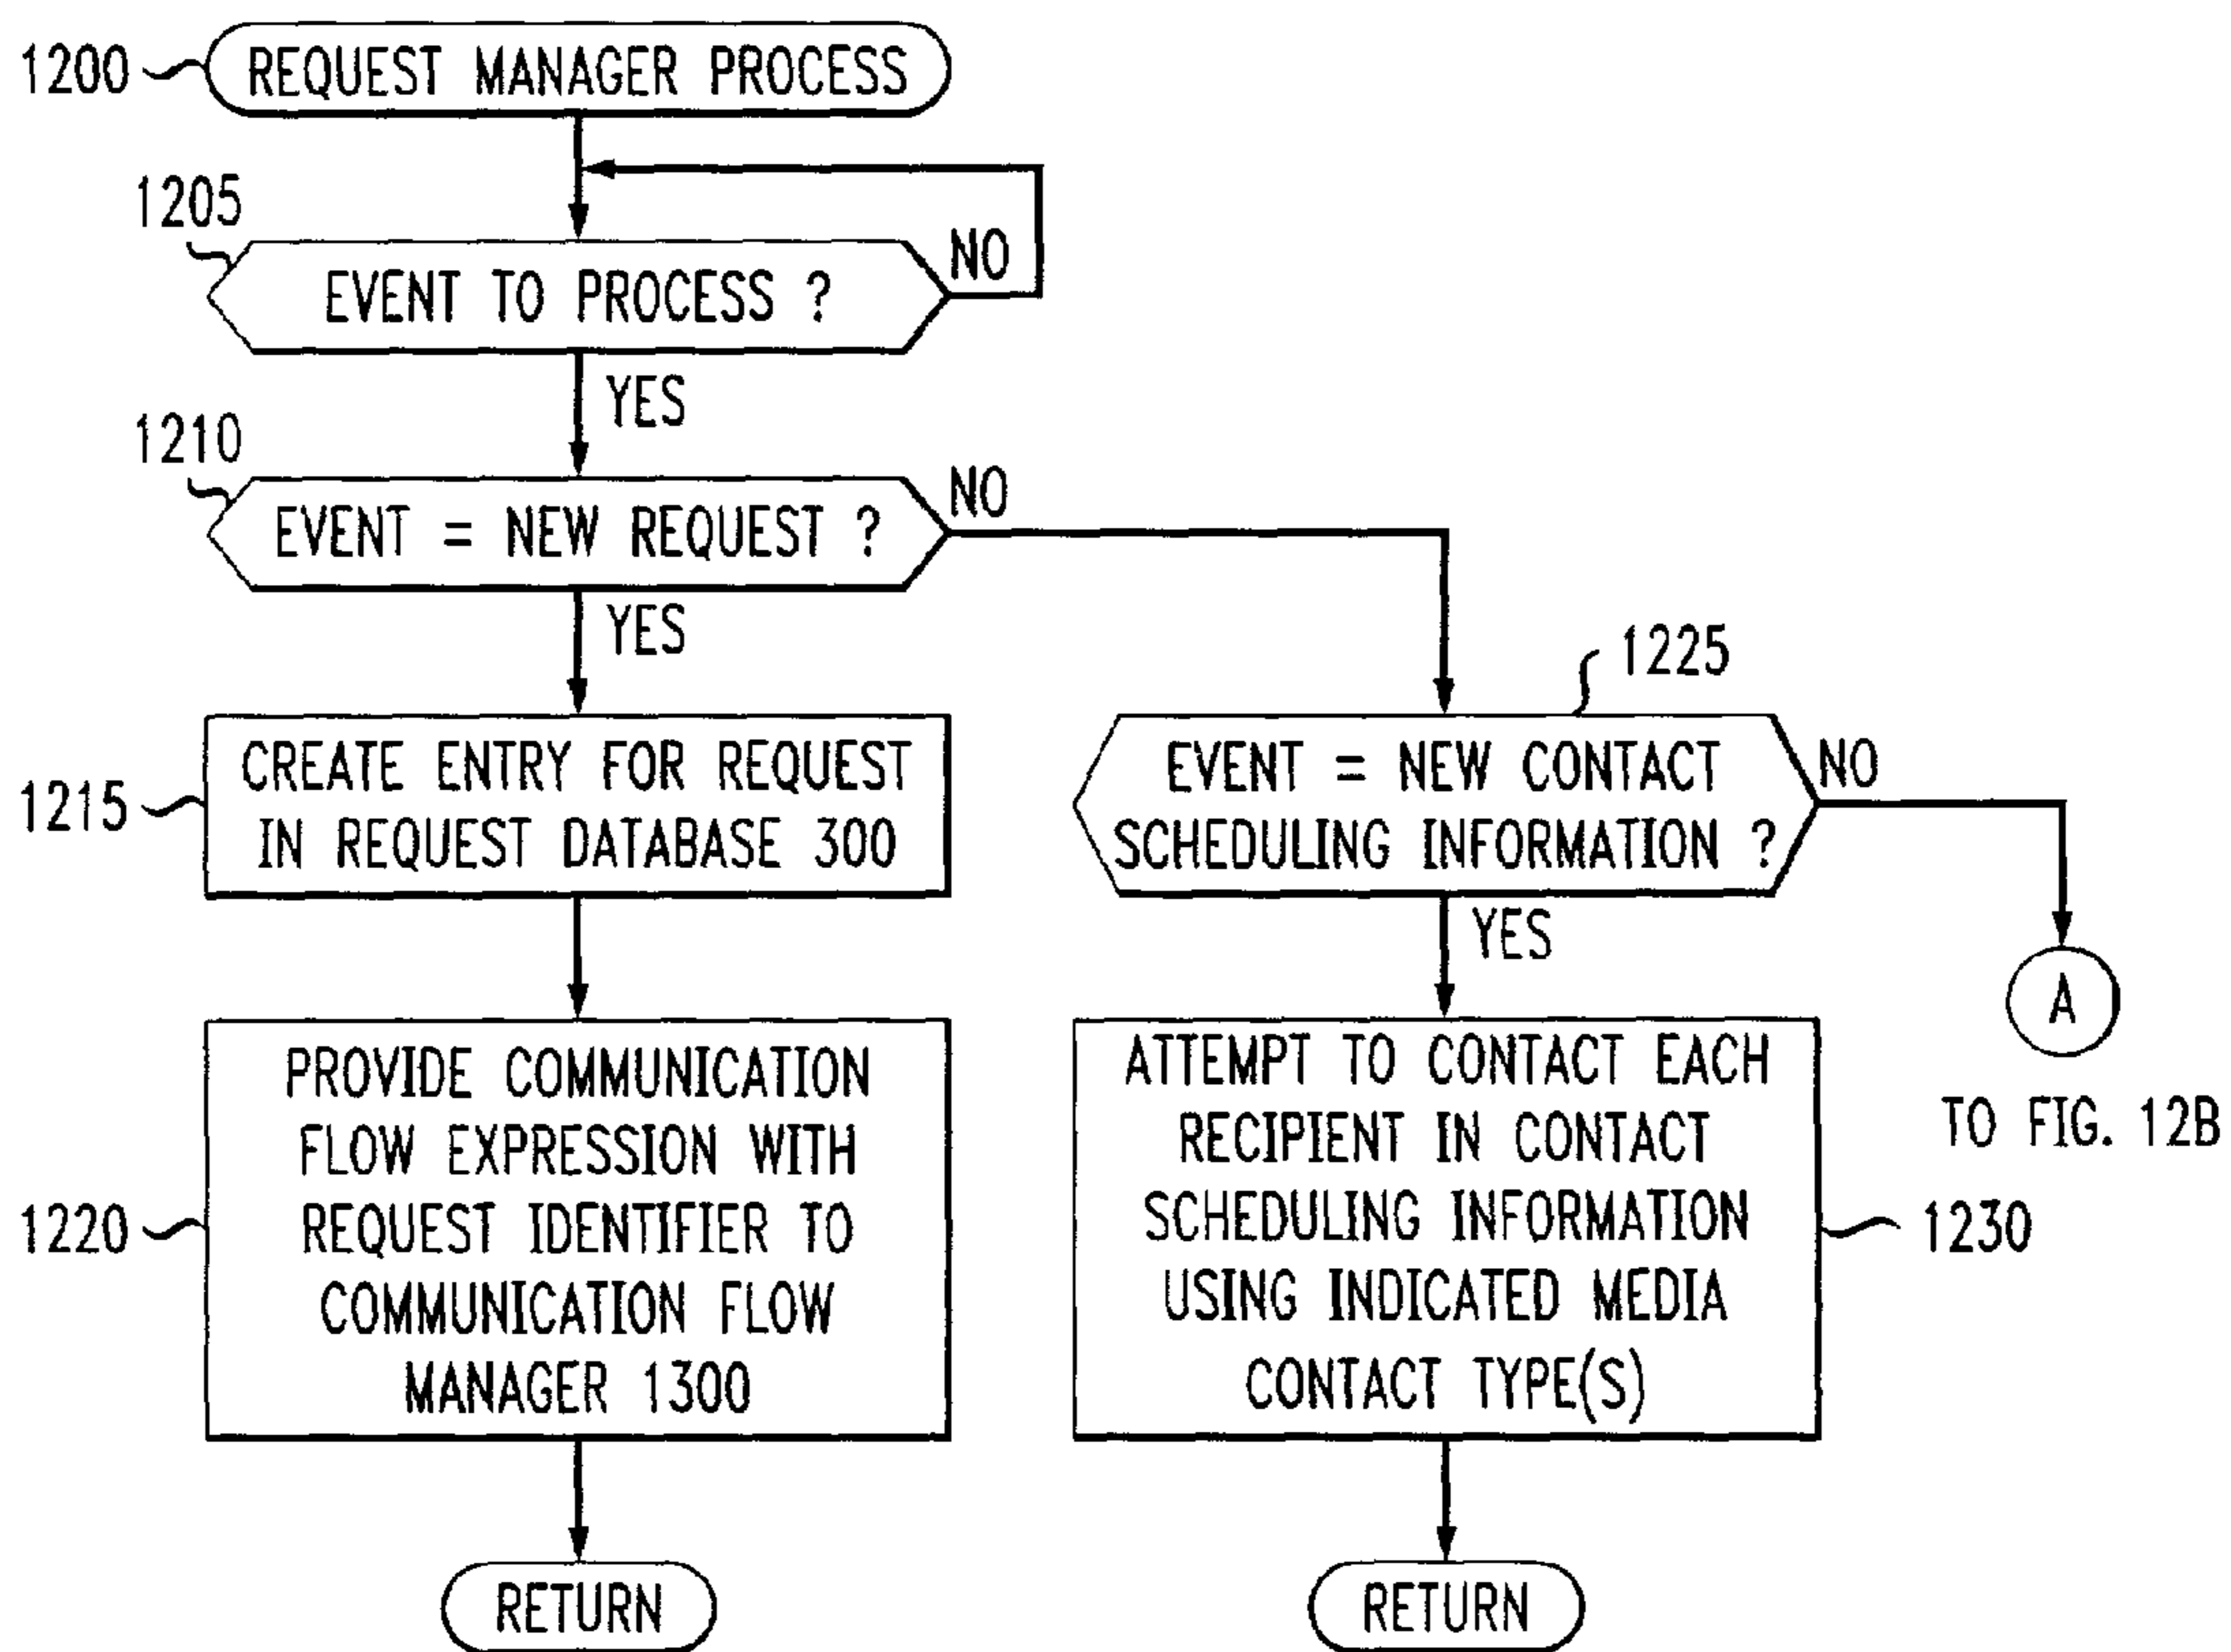 1200
REQUEST MANAGER PROCESS
1205
EVENT TO PROCESS ?
NO
YES
1210
EVENT = NEW REQUEST ?
NO
YES
1215
CREATE ENTRY FOR REQUEST
IN REQUEST DATABASE 300
1225
EVENT = NEW CONTACT
SCHEDULING INFORMATION ?
NO
YES
A
TO FIG. 12B
1220
PROVIDE COMMUNICATION
FLOW EXPRESSION WITH
REQUEST IDENTIFIER TO
COMMUNICATION FLOW
MANAGER 1300
ATTEMPT TO CONTACT EACH
RECIPIENT IN CONTACT
SCHEDULING INFORMATION
USING INDICATED MEDIA
CONTACT TYPE(S)
1230
RETURN
RETURN